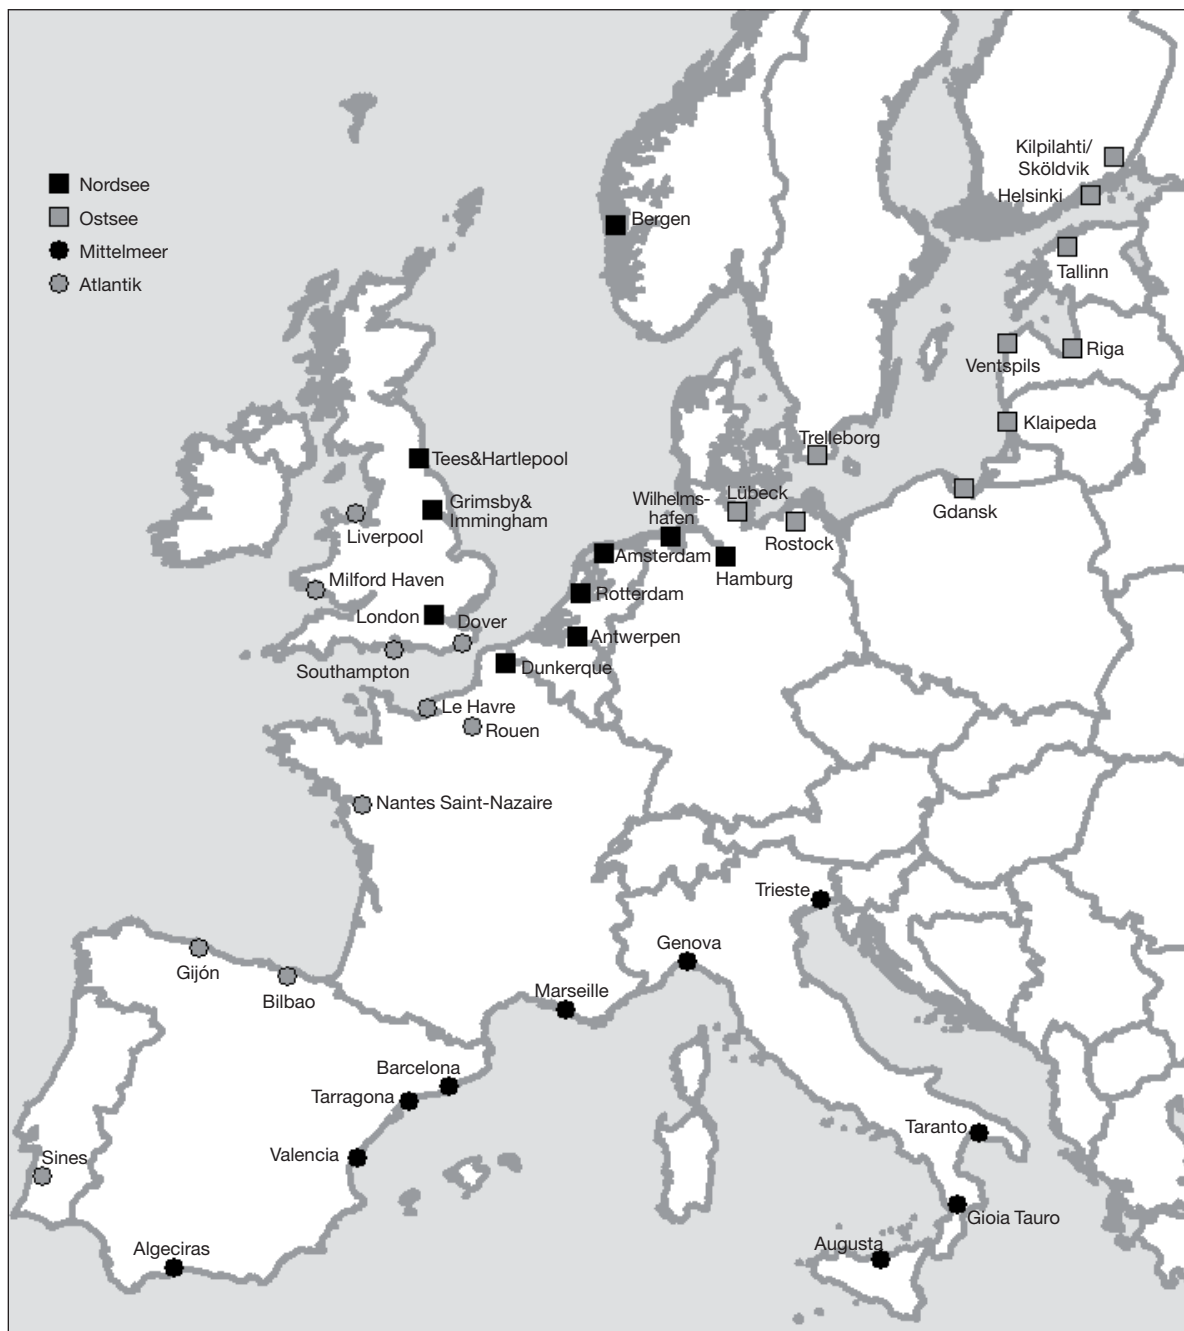 Nordsee
Ostsee
Mittelmeer
Atlantik
Kilpilahti/
Sköldvik
Helsinki
Bergen
Tallinn
Ventspils
Riga
Klaipeda
Trelleborg
Tees&Hartlepool
Grimsby&
Immingham
Wilhelms-
hafen
Lübeck
Gdansk
Liverpool
Rostock
Amsterdam
Hamburg
Milford Haven
Rotterdam
London
Dover
Antwerpen
Southampton
Dunkerque
Le Havre
Rouen
Nantes Saint-Nazaire
Trieste
Genova
Gijón
Bilbao
Marseille
Barcelona
Tarragona
Taranto
Valencia
Sines
Gioia Tauro
Augusta
Algeciras